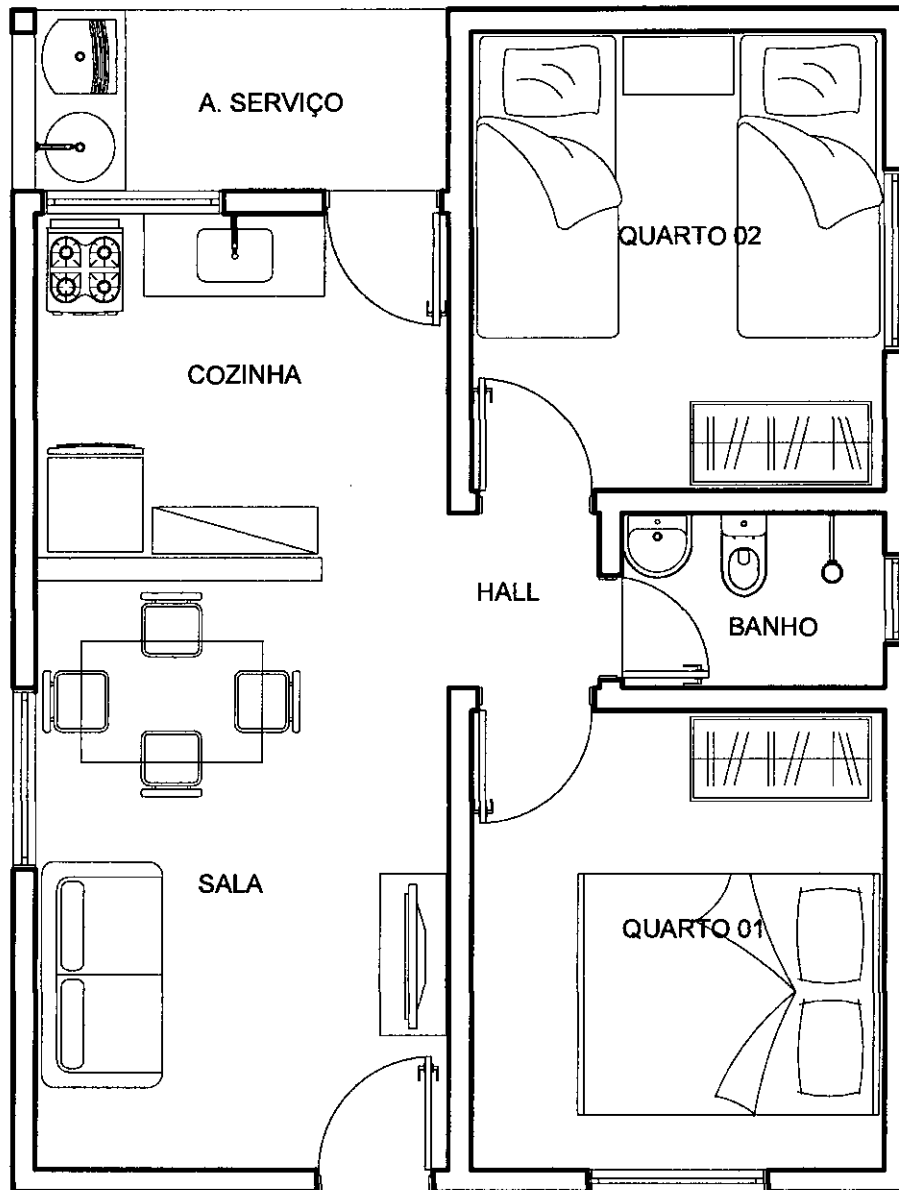 A. SERVIÇO
QUARTO 02
COZINHA
HALL
BANHO
SALA
QUARTO 01